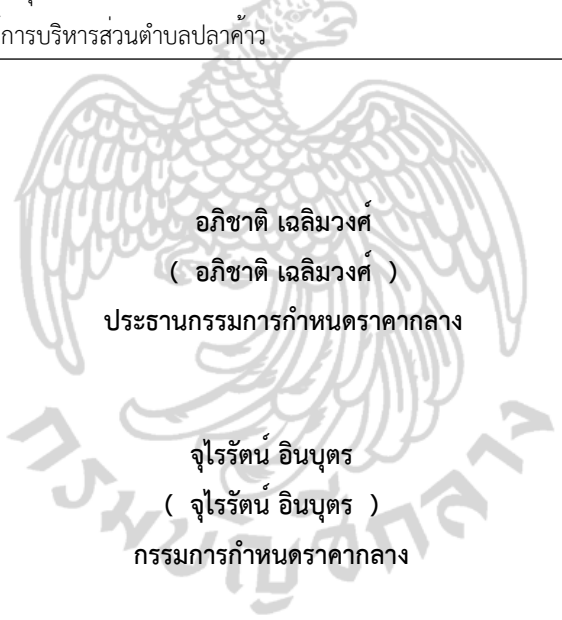 การบริหารส่วนตำบลปลาค้าว
อภิชาติ เฉลิมวงศ์
( อภิชาติ เฉลิมวงศ์ )
ประธานกรรมการกำหนดราคากลาง
จุไรรัตน์ อินบุตร
( จุไรรัตน์ อินบุตร )
กรรมการกำหนดราคากลาง
กรมบัญชีกลาง